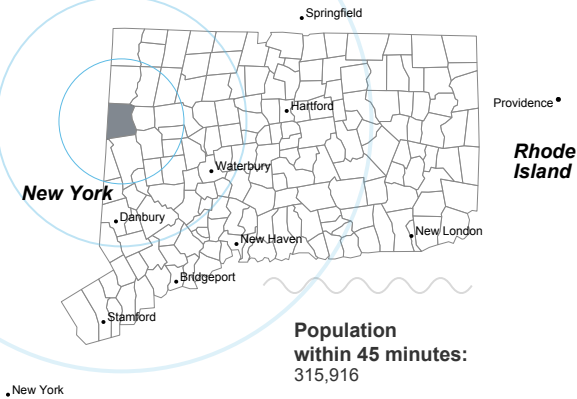 Springfield
Hartford
Providence
Rhode
Island
Waterbury
New York
Danbury
New Haven
New London
Bridgeport
Stamford
Population
within 45 minutes:
315,916
New York